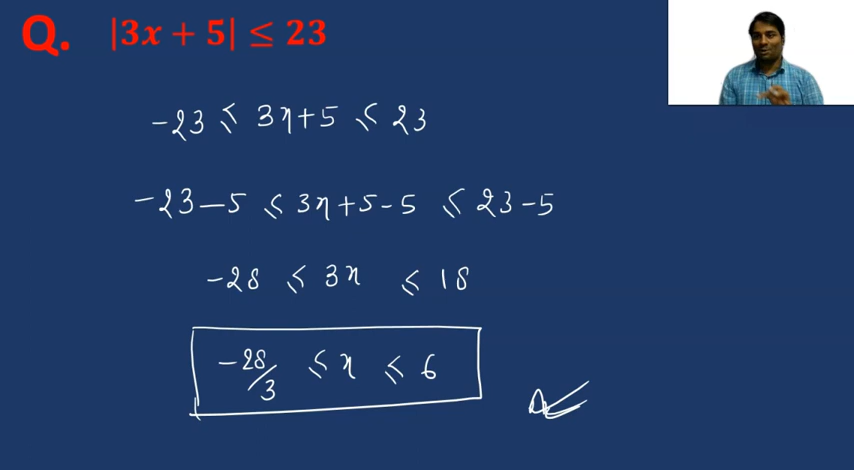 Q. |3x + 5| ≤ 23
-23 ≤ 3x+5 ≤ 23
-23-5 ≤ 3x+5-5 ≤ 23-5
-28 ≤ 3x ≤ 18
-28/3 ≤ x ≤ 6